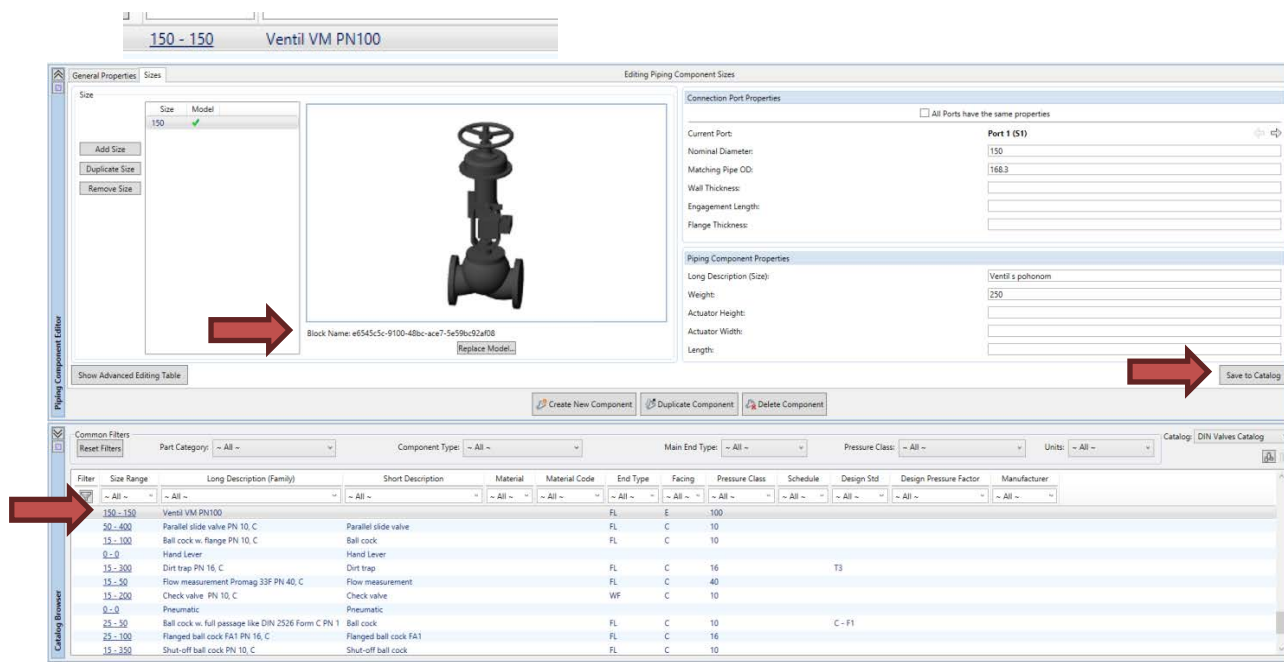 150 - 150 Ventil VM PN100
General Properties Sizes Editing Piping Component Sizes
Size
Size Model
150
Add Size
Duplicate Size
Remove Size
Block Name: e6545c5c-9100-48bc-ace7-5e59bc92af08
Replace Model...
Connection Port Properties
All Ports have the same properties
Current Port: Port 1 (S1)
Nominal Diameter: 150
Matching Pipe OD: 168.3
Wall Thickness:
Engagement Length:
Flange Thickness:
Piping Component Properties
Long Description (Size): Ventil s pohonom
Weight: 250
Actuator Height:
Actuator Width:
Length:
Piping Component Editor
Show Advanced Editing Table
Save to Catalog
Create New Component Duplicate Component Delete Component
Common Filters
Reset Filters Part Category: ~ All ~ Component Type: ~ All ~ Main End Type: ~ All ~ Pressure Class: ~ All ~ Units: ~ All ~ Catalog: DIN Valves Catalog
Filter Size Range Long Description (Family) Short Description Material Material Code End Type Facing Pressure Class Schedule Design Std Design Pressure Factor Manufacturer
~ All ~ ~ All ~ ~ All ~ ~ All ~ ~ All ~ ~ All ~ ~ All ~ ~ All ~ ~ All ~ ~ All ~ ~ All ~ ~ All ~
150 - 150 Ventil VM PN100 FL E 100
50 - 400 Parallel slide valve PN 10, C Parallel slide valve FL C 10
15 - 100 Ball cock w. flange PN 10, C Ball cock FL C 10
0 - 0 Hand Lever Hand Lever
15 - 300 Dirt trap PN 16, C Dirt trap FL C 16 T3
15 - 50 Flow measurement Promag 33F PN 40, C Flow measurement FL C 40
15 - 200 Check valve PN 10, C Check valve WF C 10
0 - 0 Pneumatic Pneumatic
25 - 50 Ball cock w. full passage like DIN 2526 Form C PN 1 Ball cock FL C 10 C - F1
25 - 100 Flanged ball cock FA1 PN 16, C Flanged ball cock FA1 FL C 16
15 - 350 Shut-off ball cock PN 10, C Shut-off ball cock FL C 10
Catalog Browser